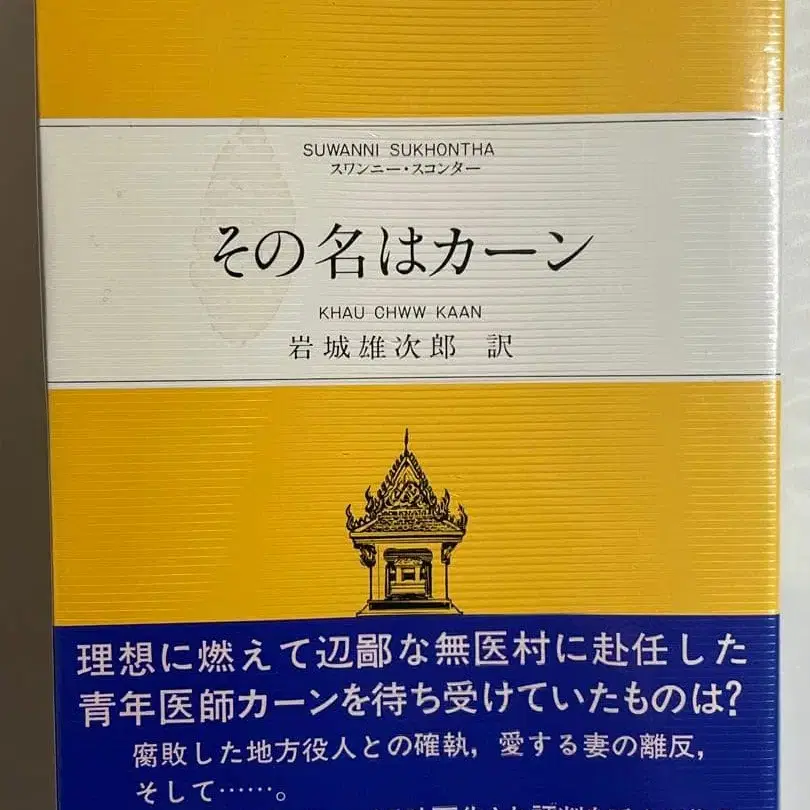 SUWANNI SUKHONTHA
スワンニー・スコンター
その名はカーン
KHAU CHWW KAAN
岩城雄次郎 訳
理想に燃えて辺鄙な無医村に赴任した
青年医師カーンを待ち受けていたものは?
腐敗した地方役人との確執，愛する妻の離反，
そして……。